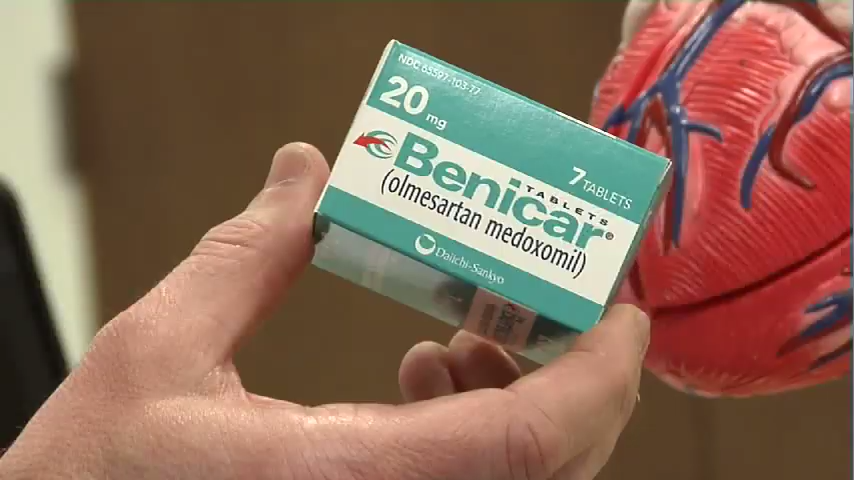 NDC 65597-103-77
20 mg
7 TABLETS
Benicar®
TABLETS
(olmesartan medoxomil)
Daiichi-Sankyo